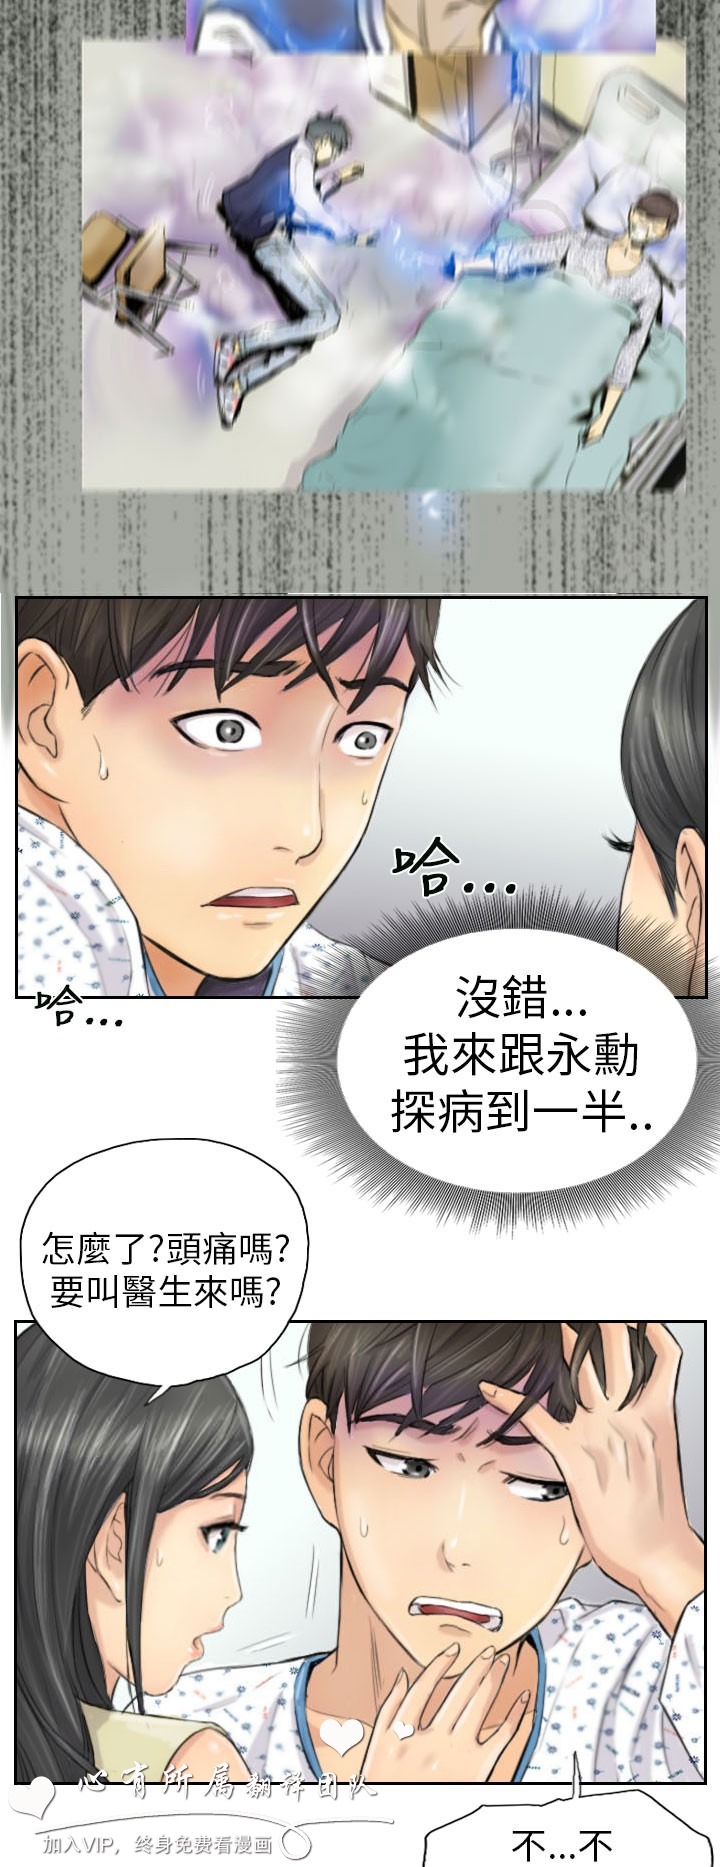 哈...
哈...
沒錯...
我來跟永勳
探病到一半..
怎麼了?頭痛嗎?
要叫醫生來嗎?
心有所属翻译团队
加入VIP，终身免费看漫画
不...不